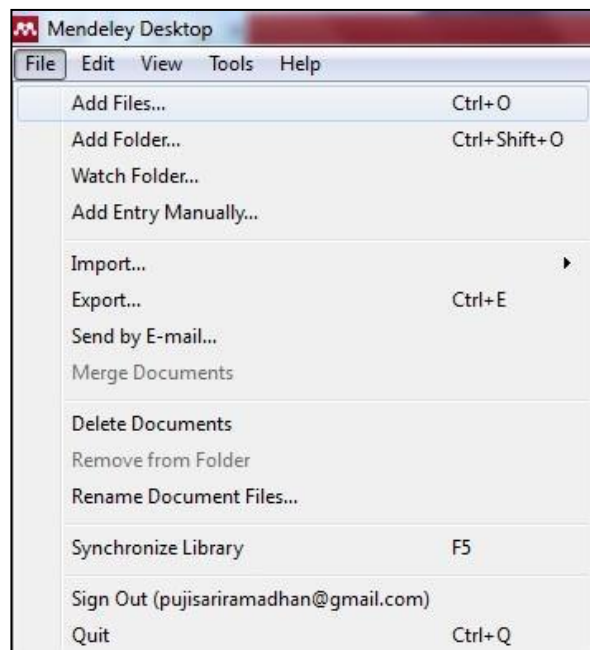 Mendeley Desktop
File Edit View Tools Help
Add Files... Ctrl+O
Add Folder... Ctrl+Shift+O
Watch Folder...
Add Entry Manually...
Import...
Export... Ctrl+E
Send by E-mail...
Merge Documents
Delete Documents
Remove from Folder
Rename Document Files...
Synchronize Library F5
Sign Out (pujisariramadhan@gmail.com)
Quit Ctrl+Q